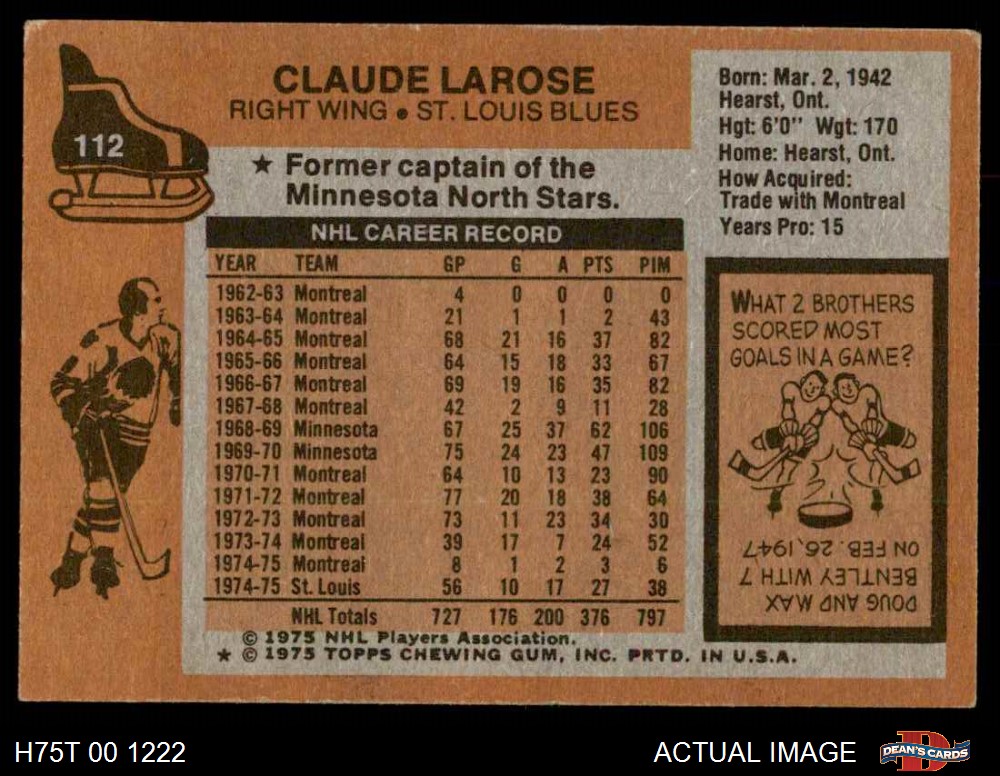 112
CLAUDE LAROSE
RIGHT WING • ST. LOUIS BLUES
★ Former captain of the
Minnesota North Stars.
NHL CAREER RECORD
YEAR TEAM GP G A PTS PIM
1962-63 Montreal 4 0 0 0 0
1963-64 Montreal 21 1 1 2 43
1964-65 Montreal 68 21 16 37 82
1965-66 Montreal 64 15 18 33 67
1966-67 Montreal 69 19 16 35 82
1967-68 Montreal 42 2 9 11 28
1968-69 Minnesota 67 25 37 62 106
1969-70 Minnesota 75 24 23 47 109
1970-71 Montreal 64 10 13 23 90
1971-72 Montreal 77 20 18 38 64
1972-73 Montreal 73 11 23 34 30
1973-74 Montreal 39 17 7 24 52
1974-75 Montreal 8 1 2 3 6
1974-75 St. Louis 56 10 17 27 38
NHL Totals 727 176 200 376 797
© 1975 NHL Players Association.
★ © 1975 TOPPS CHEWING GUM, INC. PRTD. IN U.S.A.
Born: Mar. 2, 1942
Hearst, Ont.
Hgt: 6'0" Wgt: 170
Home: Hearst, Ont.
How Acquired:
Trade with Montreal
Years Pro: 15
WHAT 2 BROTHERS
SCORED MOST
GOALS IN A GAME?
DOUG AND MAX
BENTLEY WITH 7
ON FEB. 26, 1947
H75T 00 1222
ACTUAL IMAGE
D
DEAN'S CARDS